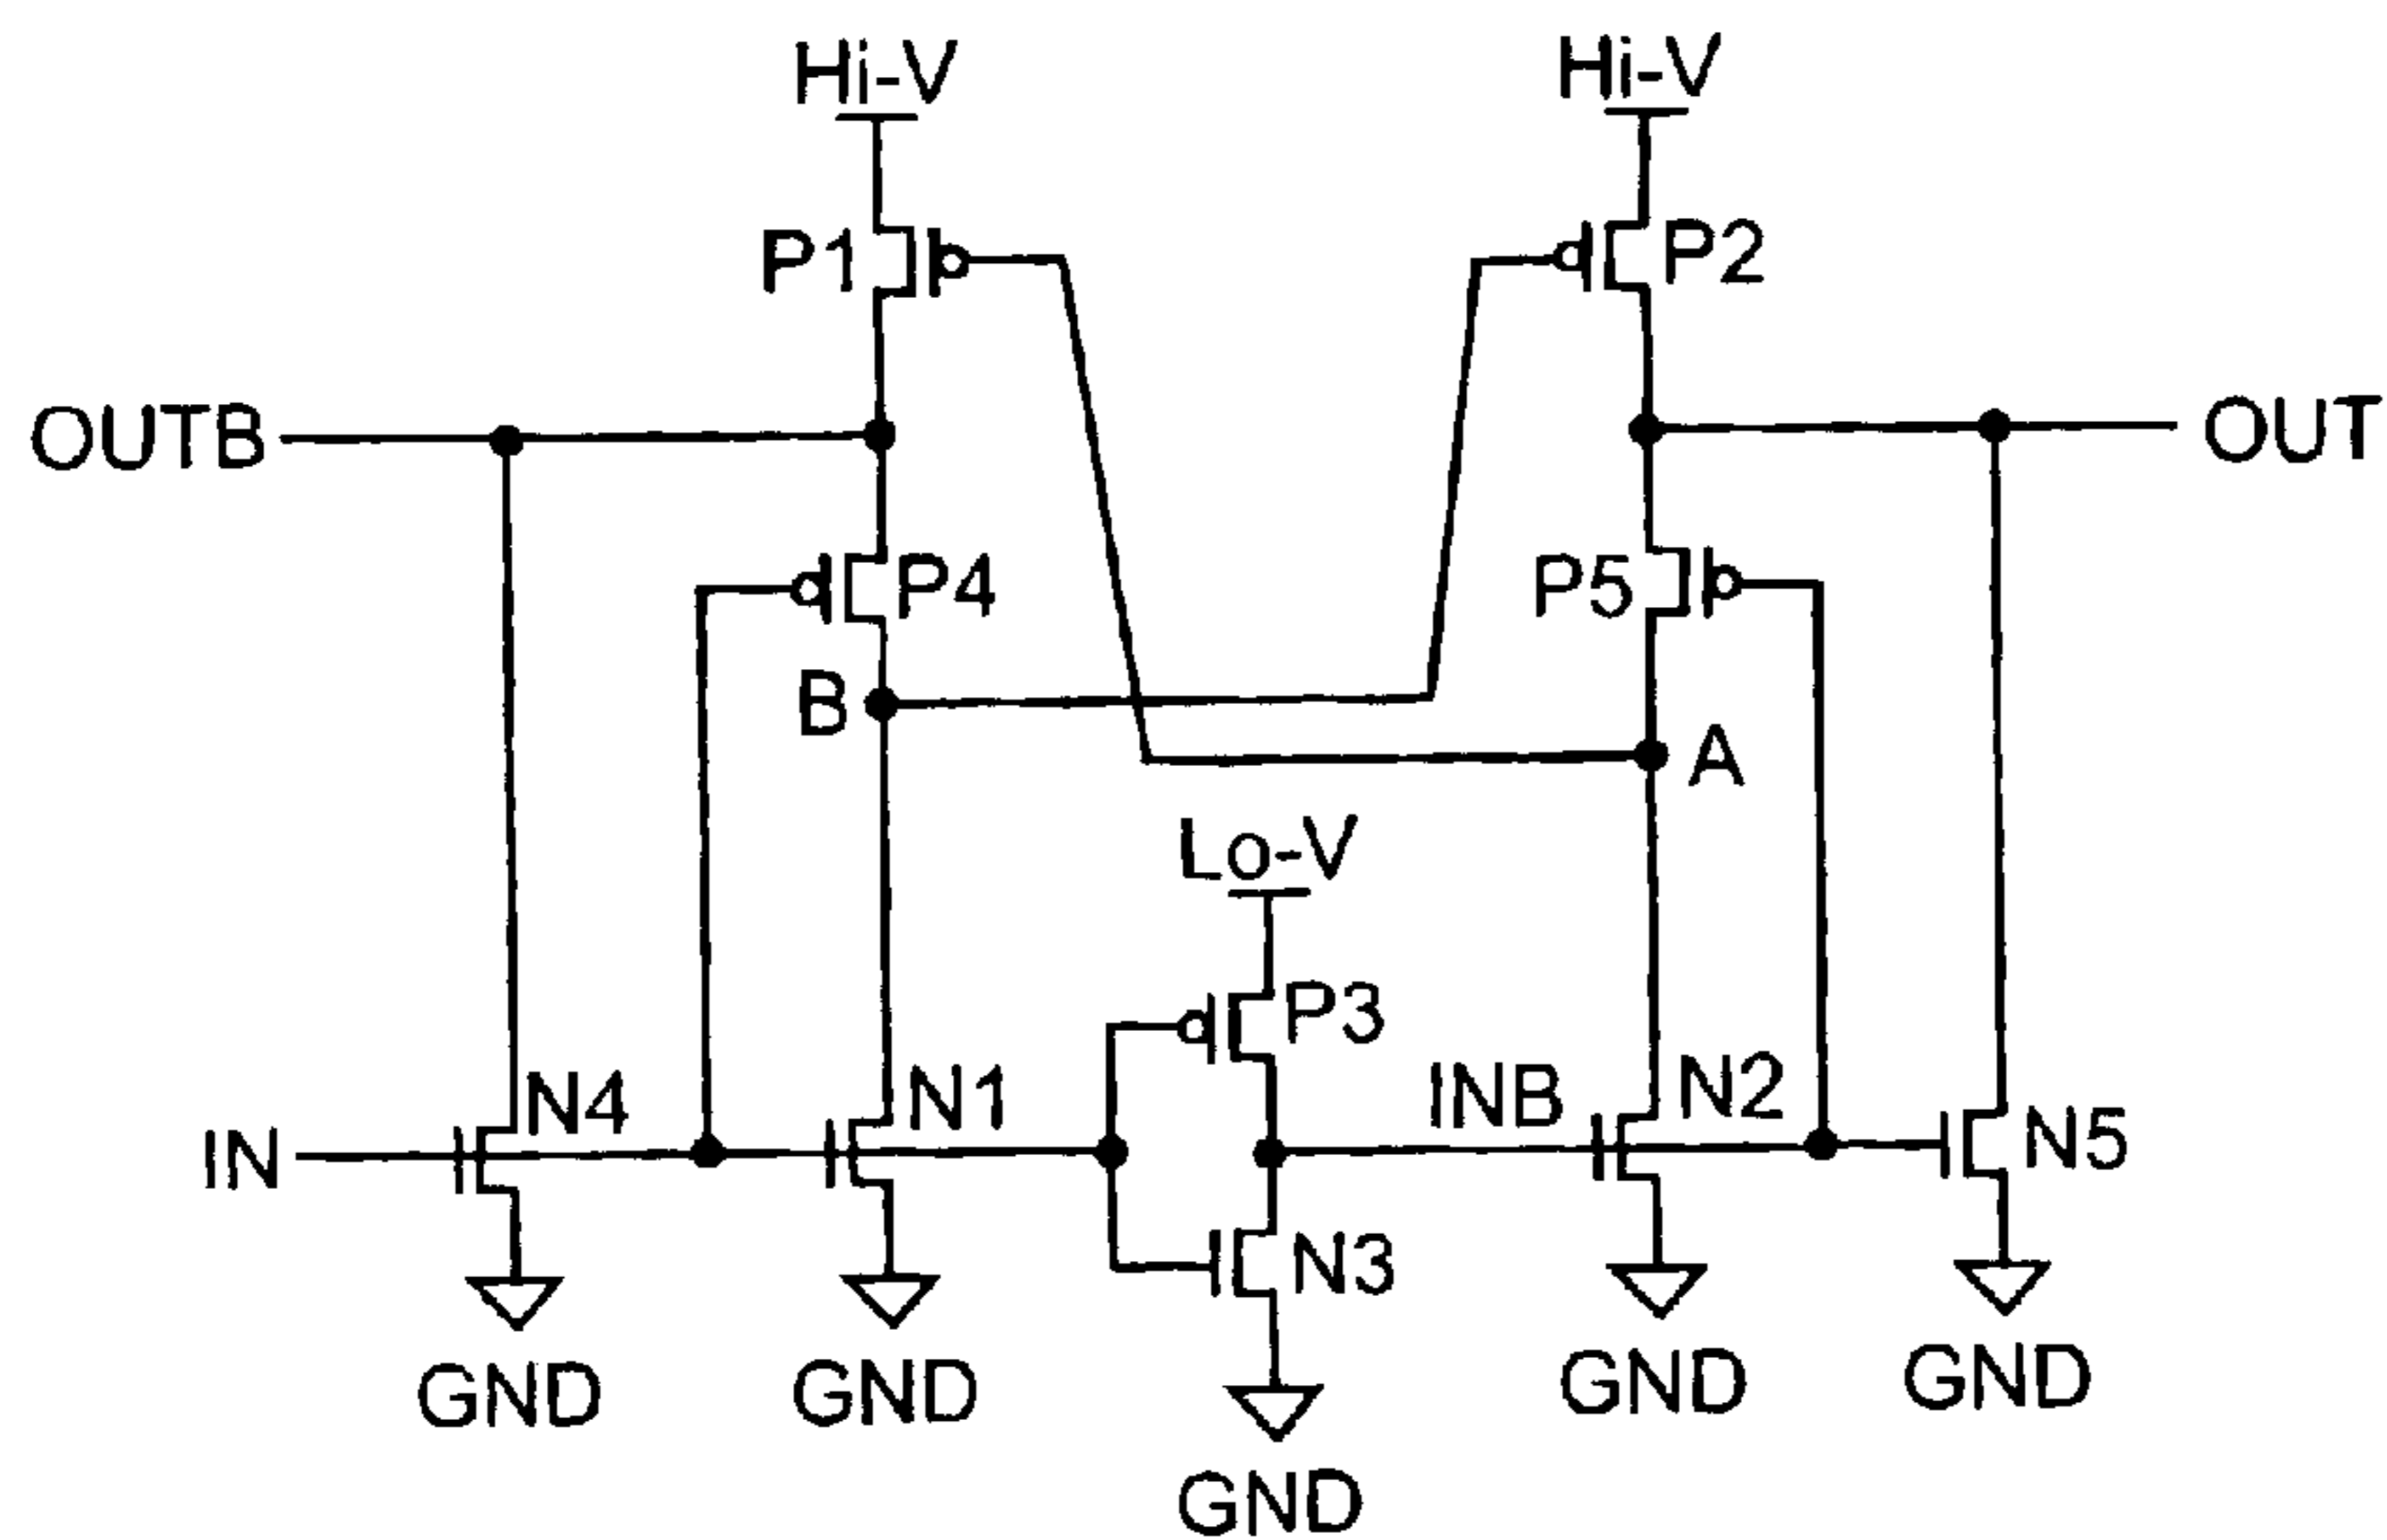 Hi-V
Hi-V
P1
P2
OUTB
OUT
P4
P5
B
A
Lo-V
P3
N4
N1
INB
N2
N5
IN
N3
GND
GND
GND
GND
GND